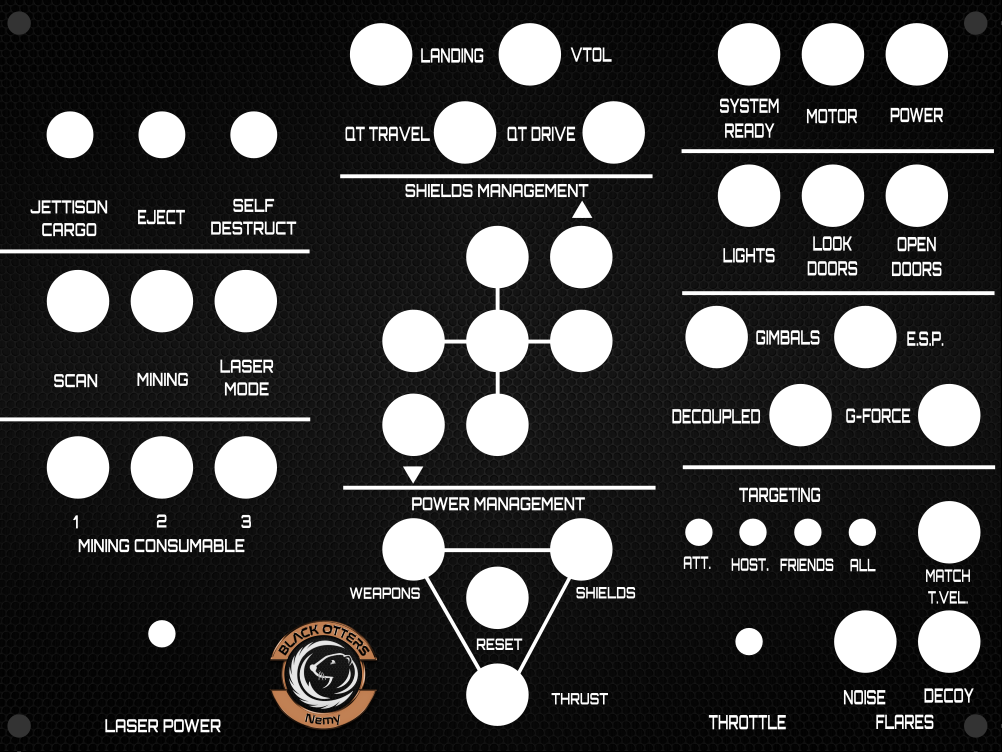 LANDING
VTOL
QT TRAVEL
QT DRIVE
SHIELDS MANAGEMENT
JETTISON
CARGO
EJECT
SELF
DESTRUCT
SCAN
MINING
LASER
MODE
1
2
3
MINING CONSUMABLE
LASER POWER
BLACK OTTERS
Nemy
POWER MANAGEMENT
WEAPONS
SHIELDS
RESET
THRUST
SYSTEM
READY
MOTOR
POWER
LIGHTS
LOOK
DOORS
OPEN
DOORS
GIMBALS
E.S.P.
DECOUPLED
G-FORCE
TARGETING
ATT.
HOST.
FRIENDS
ALL
MATCH
T.VEL.
THROTTLE
NOISE
DECOY
FLARES